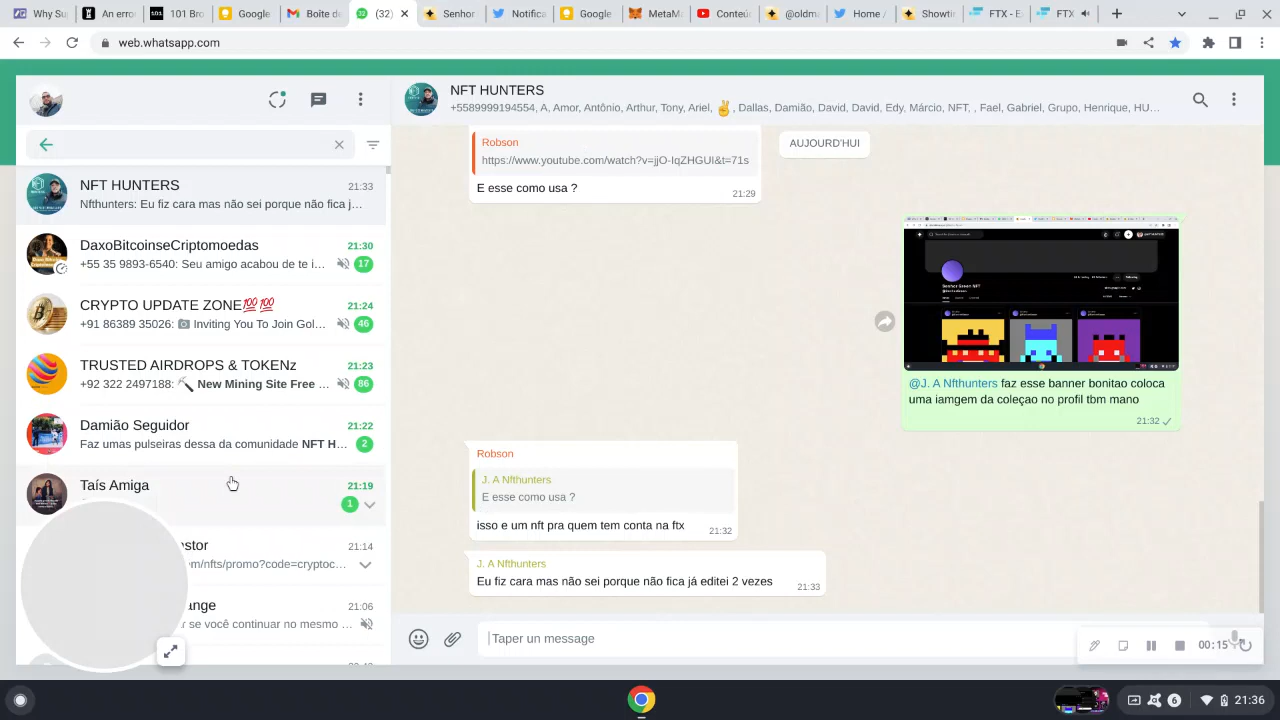 Why Su
Airdrop
101 Bro
Google
Boite de
(32)
Senhor
Notifica
Google
MetaM
Conteú
@oldm
Home /
Showti
FTX - E
FTX -
web.whatsapp.com
NFT HUNTERS
+5589999194554, A. Amor, Antônio, Arthur, Tony, Ariel, ✌, Dallas, Damião, David, David, Edy, Márcio, NFT, , Fael, Gabriel, Grupo, Henrique, HU…
NFT HUNTERS 21:33
Nfthunters: Eu fiz cara mas não sei porque não fica j…
DaxoBitcoinseCriptomoedas 21:30
+55 35 9893-6540: Seu amigo acabou de te i… 17
CRYPTO UPDATE ZONE 21:24
+91 86389 35026: Inviting You To Join Gol… 46
TRUSTED AIRDROPS & TOKENz 21:23
+92 322 2497188: New Mining Site Free … 86
Damião Seguidor 21:22
Faz umas pulseiras dessa da comunidade NFT H… 2
Taís Amiga 21:19
1
stor 21:14
m/nfts/promo?code=cryptoc…
ange 21:06
r se você continuar no mesmo …
AUJOURD'HUI
Robson
https://www.youtube.com/watch?v=jjO-IqZHGUI&t=71s
E esse como usa ?
21:29
@J. A Nfthunters faz esse banner bonitao coloca
uma iamgem da coleçao no profil tbm mano
21:32
Robson
J. A Nfthunters
esse como usa ?
isso e um nft pra quem tem conta na ftx
21:32
J. A Nfthunters
Eu fiz cara mas não sei porque não fica já editei 2 vezes
21:33
Taper un message
00:15
6
21:36